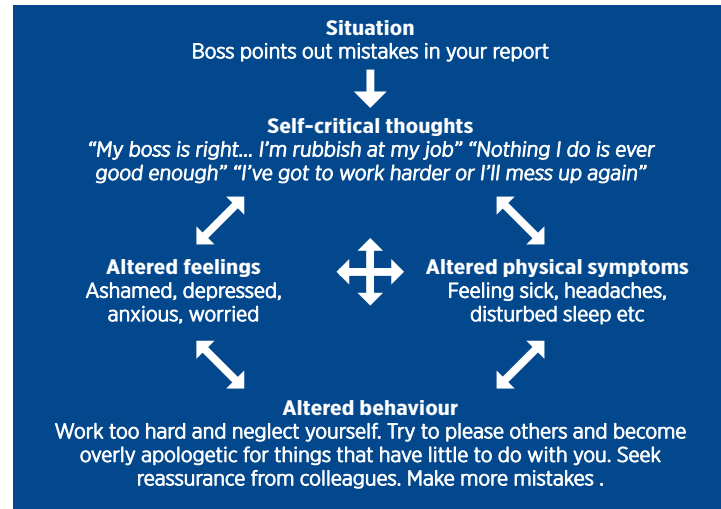 Situation
Boss points out mistakes in your report
Self-critical thoughts
“My boss is right... I’m rubbish at my job” “Nothing I do is ever
good enough” “I’ve got to work harder or I’ll mess up again”
Altered feelings
Ashamed, depressed,
anxious, worried
Altered physical symptoms
Feeling sick, headaches,
disturbed sleep etc
Altered behaviour
Work too hard and neglect yourself. Try to please others and become
overly apologetic for things that have little to do with you. Seek
reassurance from colleagues. Make more mistakes .